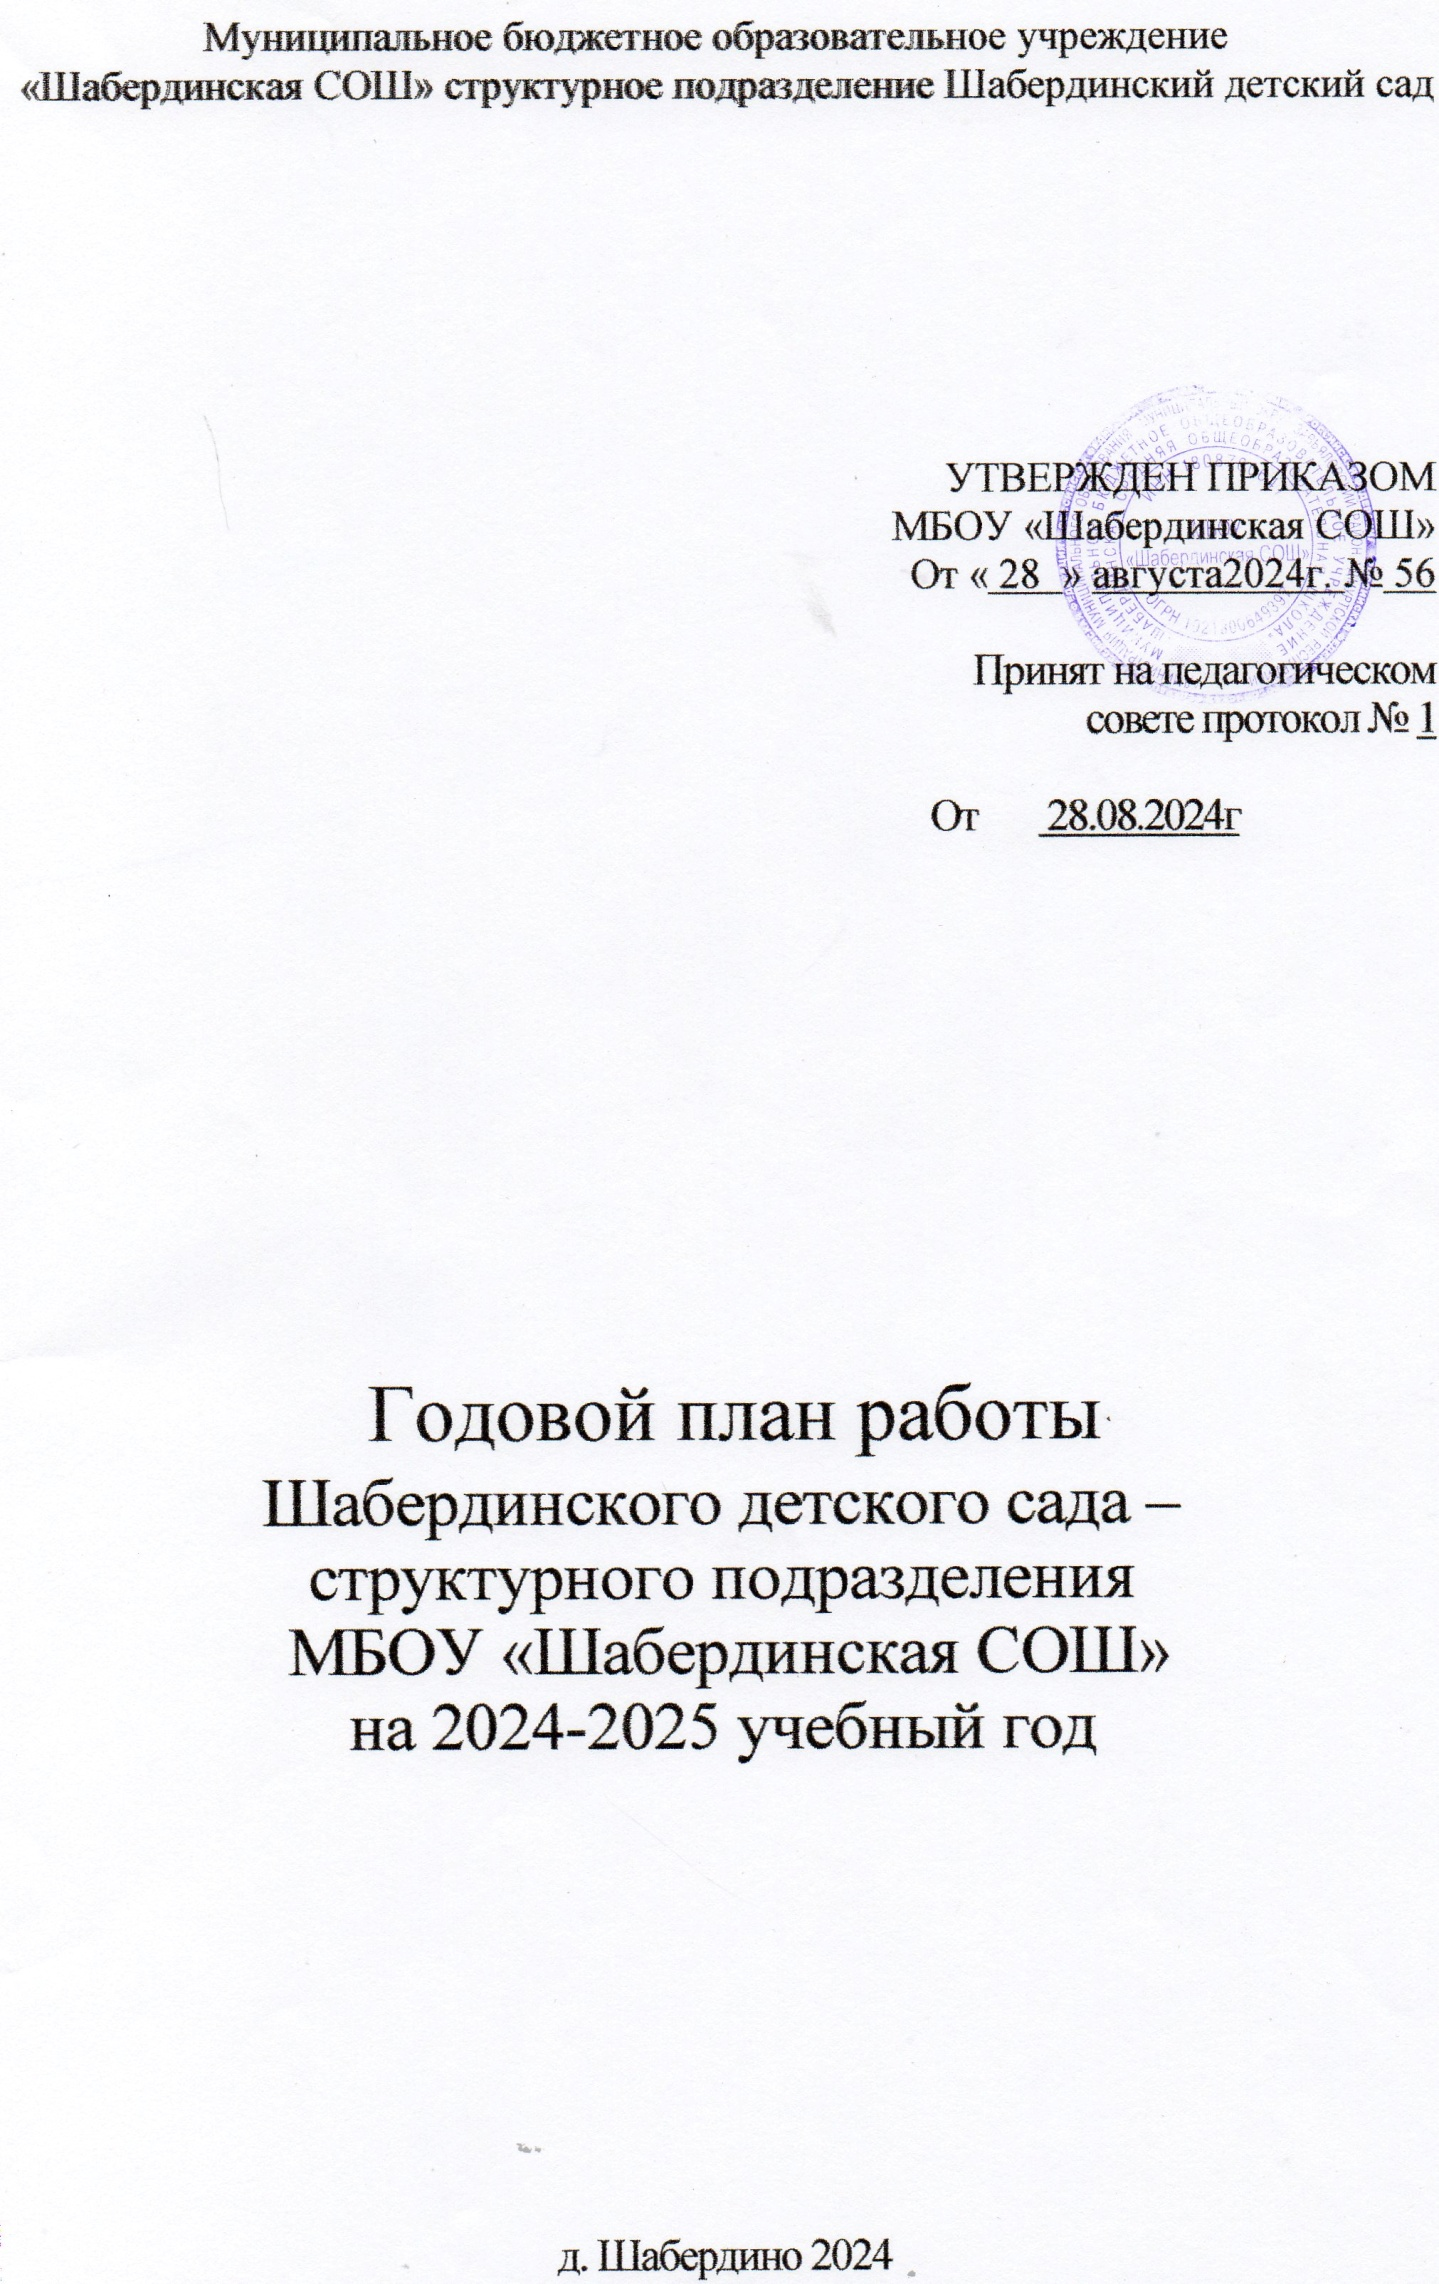 Муниципальное бюджетное образовательное учреждение
«Шабердинская СОШ» структурное подразделение Шабердинский детский сад
УТВЕРЖДЕН ПРИКАЗОМ
МБОУ «Шабердинская СОШ»
«Шабердинская СОШ»
От « 28 » августа2024г. № 56
Принят на педагогическом
совете протокол № 1
От 28.08.2024г
Годовой план работы
Шабердинского детского сада –
структурного подразделения
МБОУ «Шабердинская СОШ»
на 2024-2025 учебный год
д. Шабердино 2024